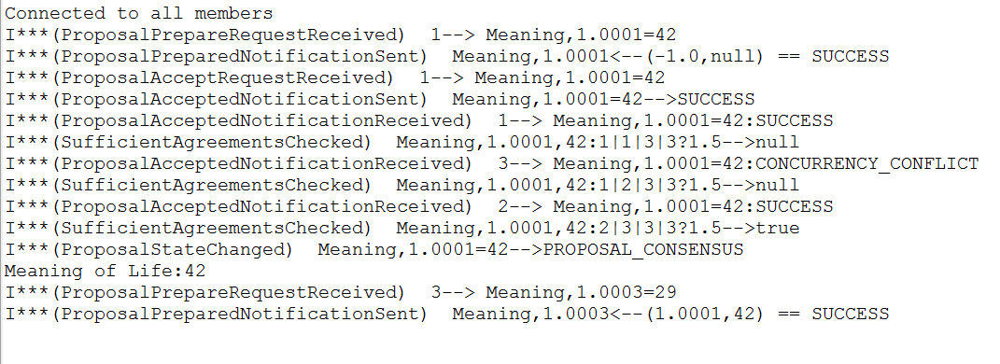 Connected to all members
I***(ProposalPrepareRequestReceived)  1--> Meaning,1.0001=42
I***(ProposalPreparedNotificationSent)  Meaning,1.0001<--(-1.0,null) == SUCCESS
I***(ProposalAcceptRequestReceived)  1--> Meaning,1.0001=42
I***(ProposalAcceptedNotificationSent)  Meaning,1.0001=42-->SUCCESS
I***(ProposalAcceptedNotificationReceived)  1--> Meaning,1.0001=42:SUCCESS
I***(SufficientAgreementsChecked)  Meaning,1.0001,42:1|1|3|3?1.5-->null
I***(ProposalAcceptedNotificationReceived)  3--> Meaning,1.0001=42:CONCURRENCY_CONFLICT
I***(SufficientAgreementsChecked)  Meaning,1.0001,42:1|2|3|3?1.5-->null
I***(ProposalAcceptedNotificationReceived)  2--> Meaning,1.0001=42:SUCCESS
I***(SufficientAgreementsChecked)  Meaning,1.0001,42:2|3|3|3?1.5-->true
I***(ProposalStateChanged)  Meaning,1.0001=42-->PROPOSAL_CONSENSUS
Meaning of Life:42
I***(ProposalPrepareRequestReceived)  3--> Meaning,1.0003=29
I***(ProposalPreparedNotificationSent)  Meaning,1.0003<--(1.0001,42) == SUCCESS